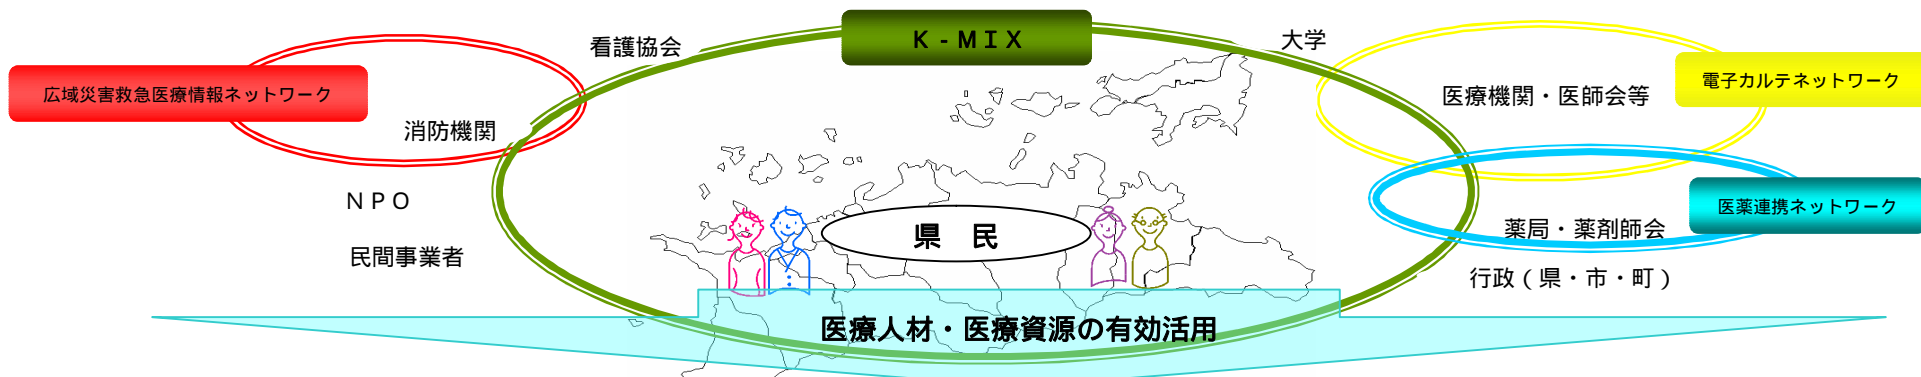 K-MIX
看護協会
大学
広域災害救急医療情報ネットワーク
消防機関
電子カルテネットワーク
医療機関・医師会等
NPO
医薬連携ネットワーク
薬局・薬剤師会
県 民
民間事業者
行政(県・市・町)
医療人材・医療資源の有効活用